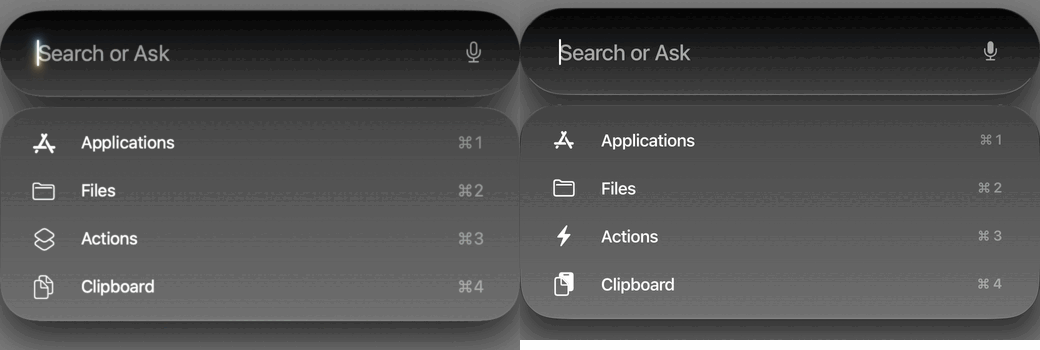 Search or Ask
Applications ⌘1
Files ⌘2
Actions ⌘3
Clipboard ⌘4
Search or Ask
Applications ⌘ 1
Files ⌘ 2
Actions ⌘ 3
Clipboard ⌘ 4